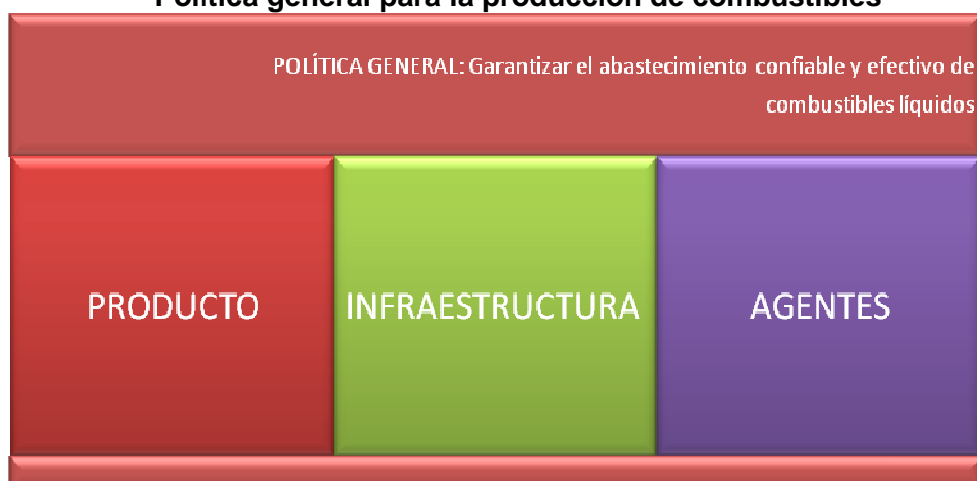 Política general para la producción de combustibles
POLÍTICA GENERAL: Garantizar el abastecimiento confiable y efectivo de
combustibles líquidos
PRODUCTO
INFRAESTRUCTURA
AGENTES